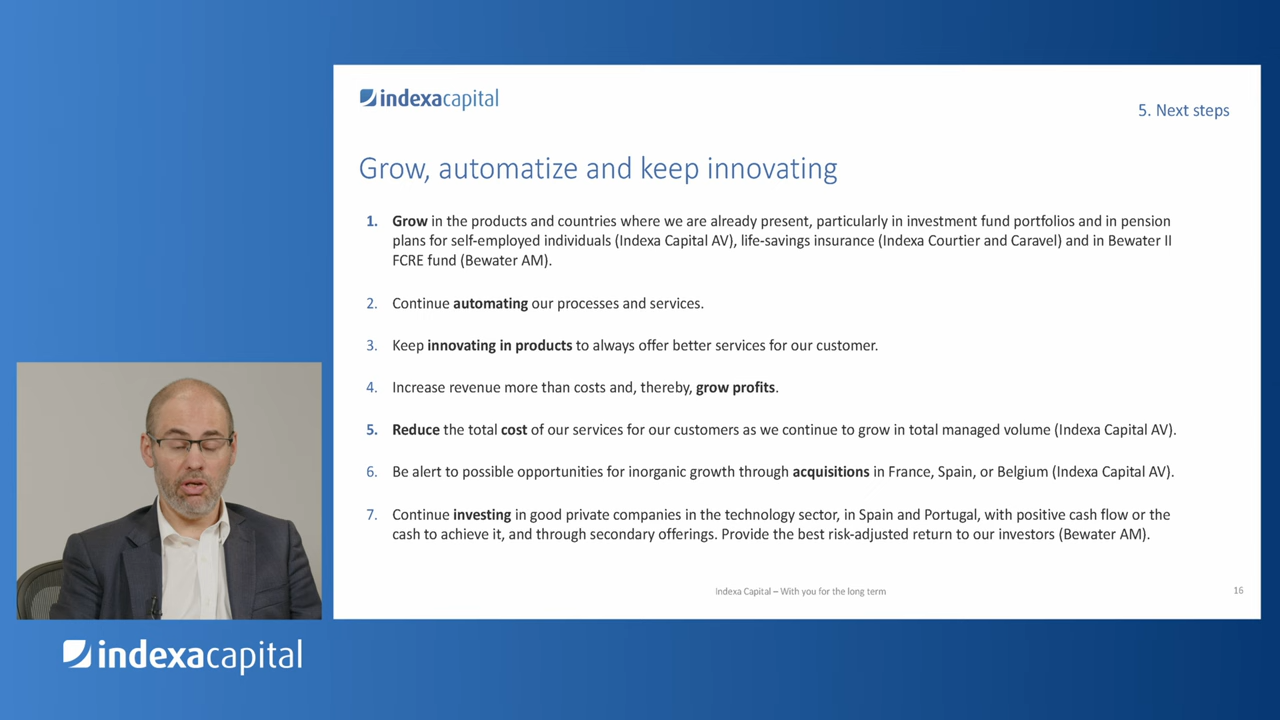 indexacapital
5. Next steps
Grow, automatize and keep innovating
1. Grow in the products and countries where we are already present, particularly in investment fund portfolios and in pension
plans for self-employed individuals (Indexa Capital AV), life-savings insurance (Indexa Courtier and Caravel) and in Bewater II
FCRE fund (Bewater AM).
2. Continue automating our processes and services.
3. Keep innovating in products to always offer better services for our customer.
4. Increase revenue more than costs and, thereby, grow profits.
5. Reduce the total cost of our services for our customers as we continue to grow in total managed volume (Indexa Capital AV).
6. Be alert to possible opportunities for inorganic growth through acquisitions in France, Spain, or Belgium (Indexa Capital AV).
7. Continue investing in good private companies in the technology sector, in Spain and Portugal, with positive cash flow or the
cash to achieve it, and through secondary offerings. Provide the best risk-adjusted return to our investors (Bewater AM).
Indexa Capital – With you for the long term
16
indexacapital